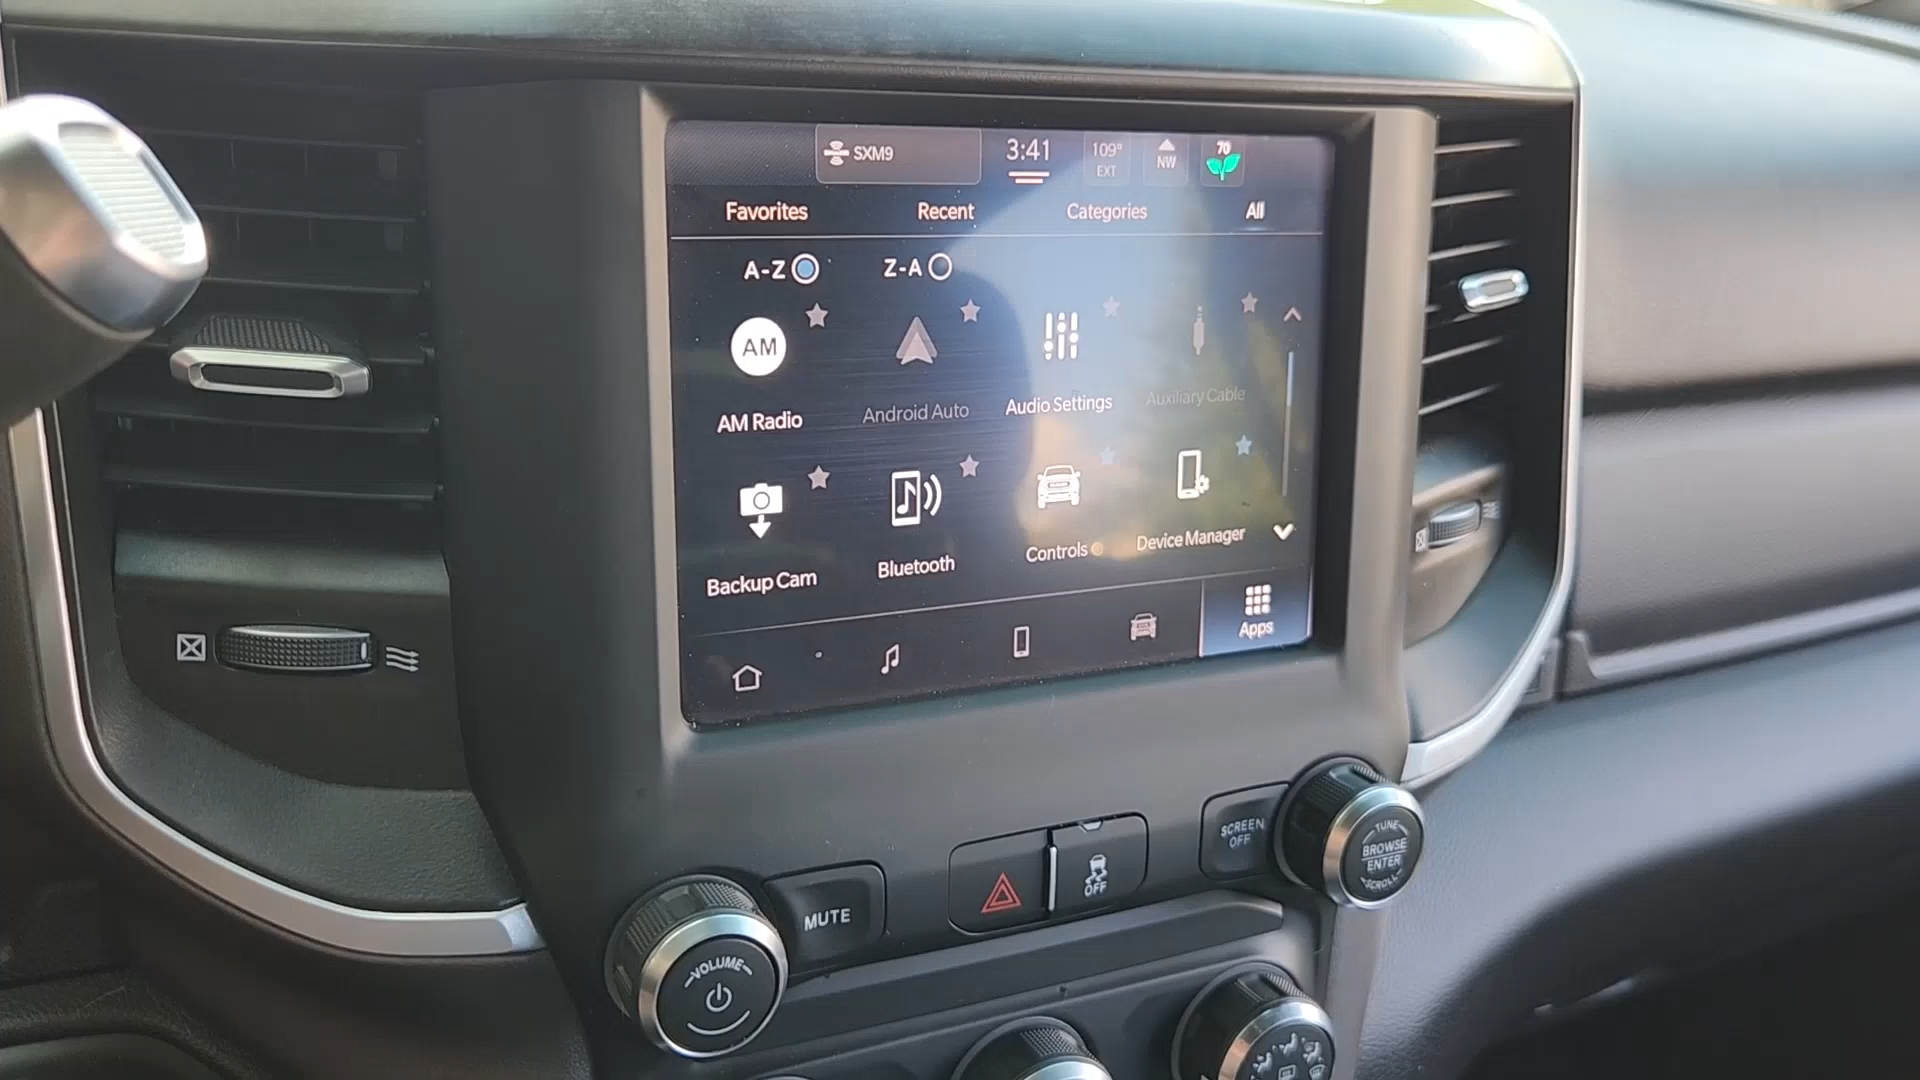 SXM9
3:41
109°
EXT
NW
70
Favorites
Recent
Categories
All
A-Z
Z-A
AM
AM Radio
Android Auto
Audio Settings
Auxiliary Cable
Backup Cam
Bluetooth
Controls
Device Manager
Apps
SCREEN
OFF
TUNE
BROWSE
ENTER
SCROLL
OFF
MUTE
VOLUME